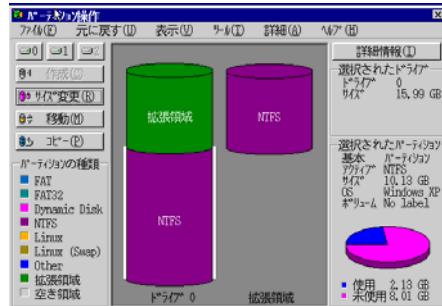 パーティション操作
ファイル(F) 元に戻す(U) 表示(V) ツール(T) 詳細(A) ヘルプ(H)
0 1 2
作成(C)
サイズ変更(R)
移動(M)
コピー(P)
パーティションの種類
FAT
FAT32
Dynamic Disk
NTFS
Linux
Linux (Swap)
Other
拡張領域
空き領域
拡張領域
NTFS
NTFS
ドライブ 0
拡張領域
詳細情報(I)
選択されたドライブ
ドライブ 0
サイズ 15.99 GB
選択されたパーティション
基本 パーティション
アクティブ NTFS
サイズ 10.13 GB
OS Windows XP
ボリューム No label
使用 2.13 GB
未使用 8.01 GB